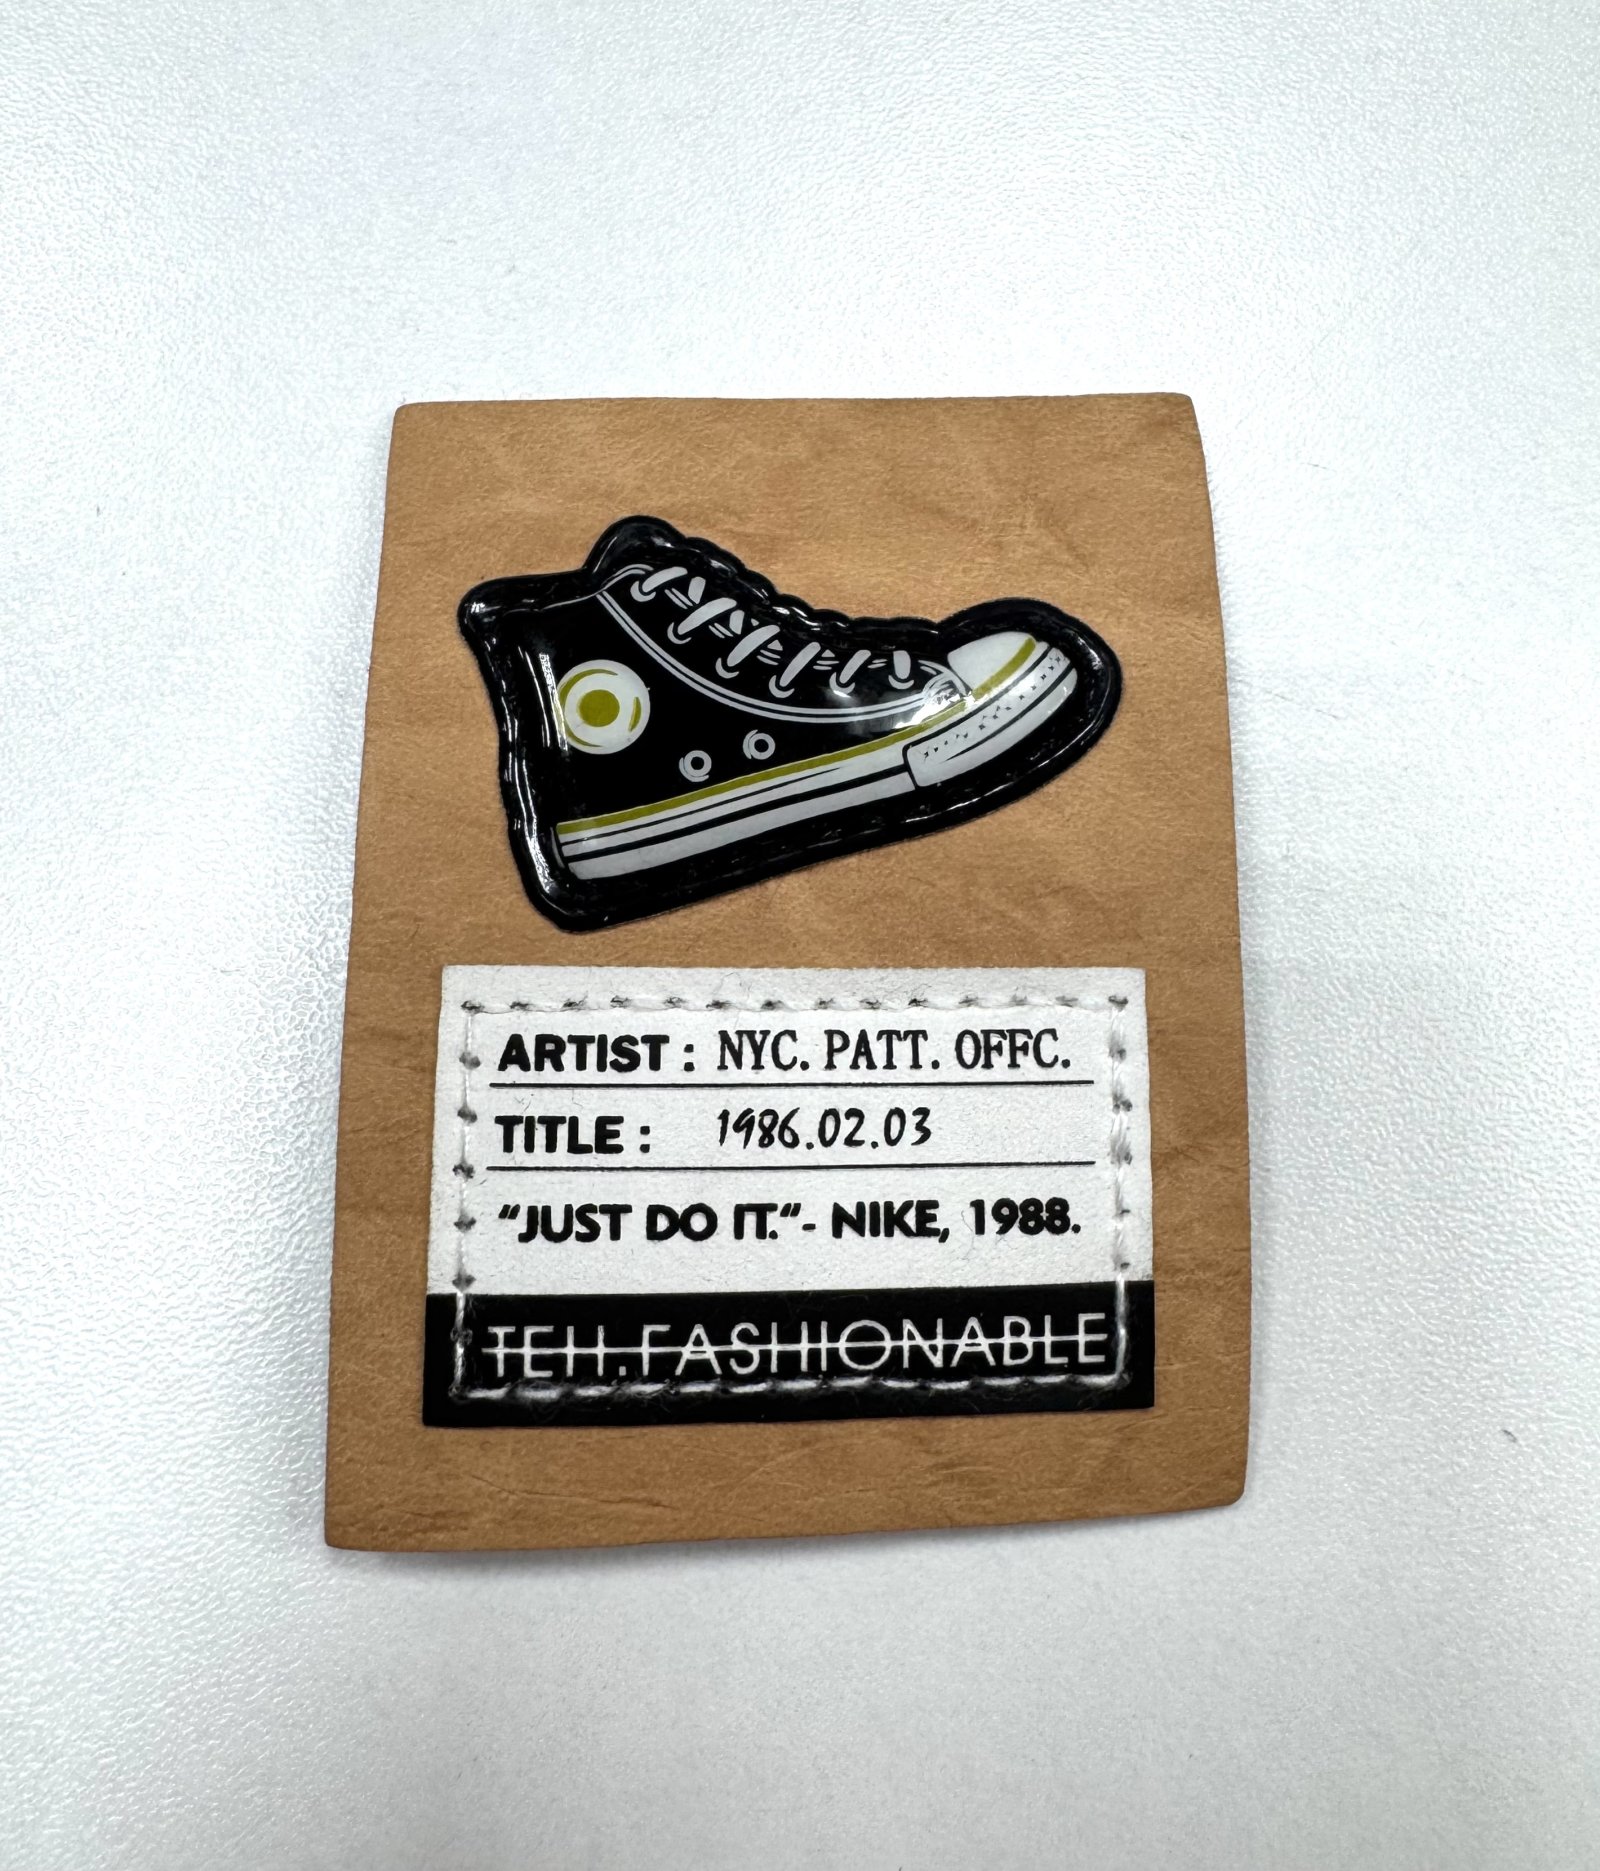 ARTIST : NYC. PATT. OFFC.
TITLE : 1986.02.03
“JUST DO IT.“- NIKE, 1988.
TEH.FASHIONABLE